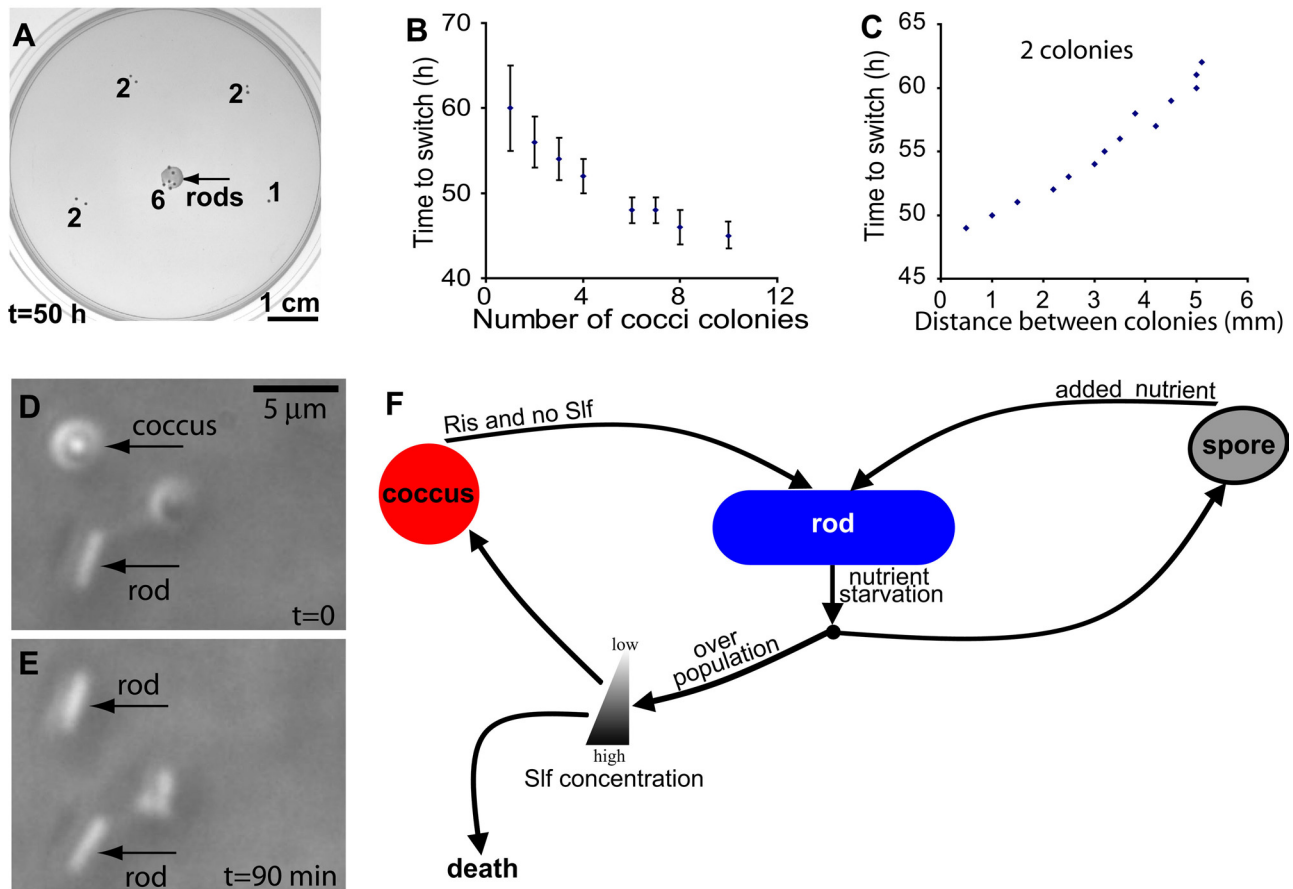 A
2
2
6
rods
1
2
t=50 h
1 cm
B
Time to switch (h)
70
60
50
40
0
4
8
12
Number of cocci colonies
C
2 colonies
Time to switch (h)
65
60
55
50
45
0
1
2
3
4
5
6
Distance between colonies (mm)
D
5 μm
coccus
rod
t=0
E
rod
rod
t=90 min
F
Ris and no Slf
added nutrient
coccus
rod
spore
nutrient
starvation
over
population
low
high
Slf concentration
death